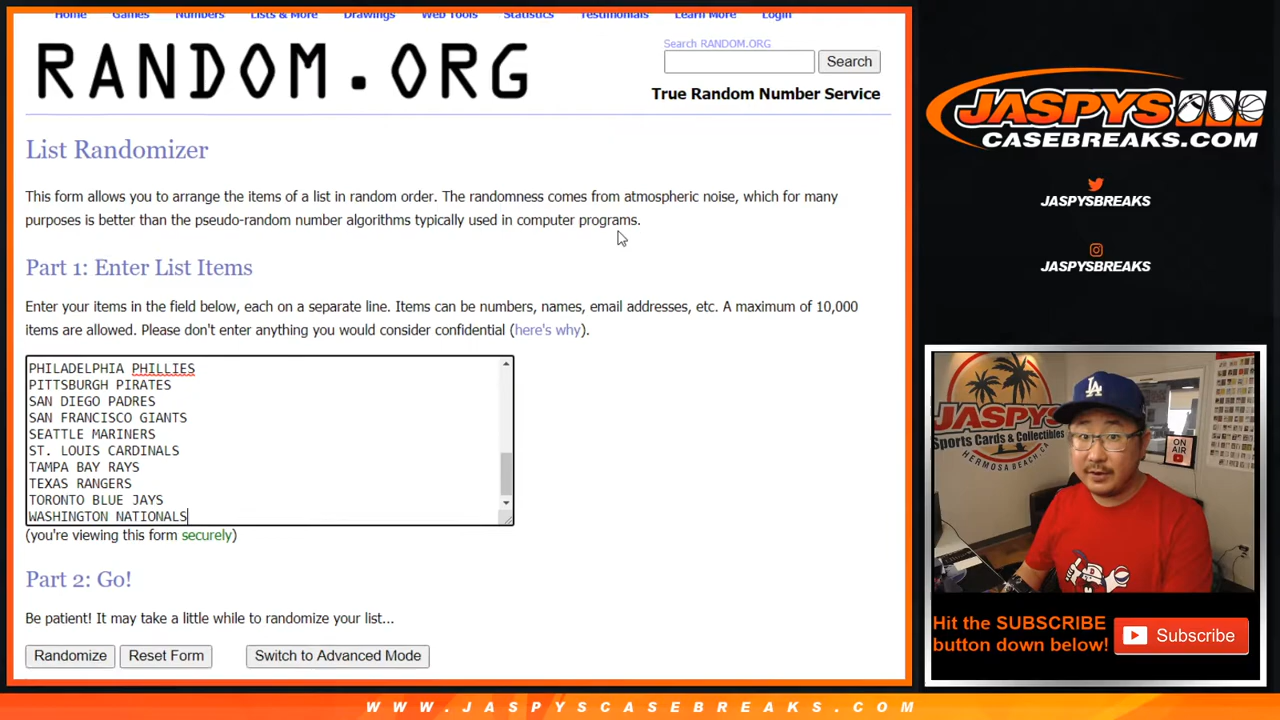 Home Games Numbers Lists & More Drawings Web Tools Statistics Testimonials Learn More Login
RANDOM.ORG
Search RANDOM.ORG
Search
True Random Number Service
List Randomizer
This form allows you to arrange the items of a list in random order. The randomness comes from atmospheric noise, which for many
purposes is better than the pseudo-random number algorithms typically used in computer programs.
Part 1: Enter List Items
Enter your items in the field below, each on a separate line. Items can be numbers, names, email addresses, etc. A maximum of 10,000
items are allowed. Please don't enter anything you would consider confidential (here's why).
PHILADELPHIA PHILLIES
PITTSBURGH PIRATES
SAN DIEGO PADRES
SAN FRANCISCO GIANTS
SEATTLE MARINERS
ST. LOUIS CARDINALS
TAMPA BAY RAYS
TEXAS RANGERS
TORONTO BLUE JAYS
WASHINGTON NATIONALS
(you're viewing this form securely)
Part 2: Go!
Be patient! It may take a little while to randomize your list...
Randomize Reset Form Switch to Advanced Mode
JASPYS
CASEBREAKS.COM
JASPYSBREAKS
JASPYSBREAKS
JASPYS
Sports Cards & Collectibles
HERMOSA BEACH, CA
ON
AIR
LA
Hit the SUBSCRIBE
button down below!
Subscribe
WWW.JASPYSCASEBREAKS.COM